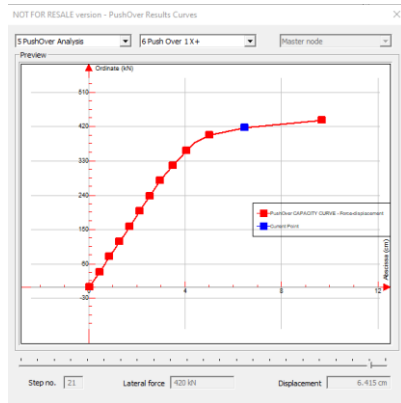 NOT FOR RESALE version - PushOver Results Curves
5 PushOver Analysis
6 Push Over 1 X+
Master node
Preview
Ordinate (kN)
510
420
330
240
150
60
-30
0
4
8
12
Abscissa (cm)
PushOver CAPACITY CURVE - Force-displacement
Current Point
Step no. 21 Lateral force 420 kN Displacement 6.415 cm